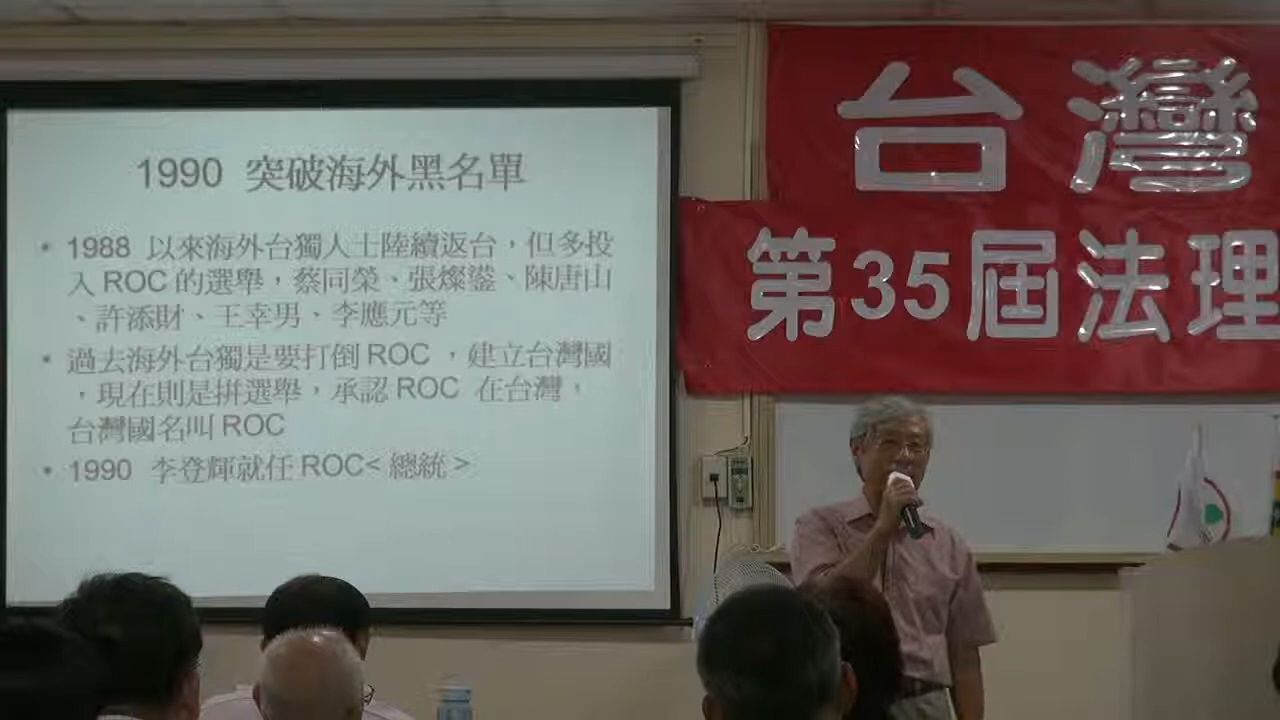 1990 突破海外黑名單
• 1988 以來海外台獨人士陸續返台，但多投
入 ROC 的選舉，蔡同榮、張燦鍙、陳唐山
、許添財、王幸男、李應元等
• 過去海外台獨是要打倒 ROC ，建立台灣國
，現在則是拚選舉，承認 ROC 在台灣，
台灣國名叫 ROC
• 1990 李登輝就任 ROC< 總統 >
台灣
第35屆法理